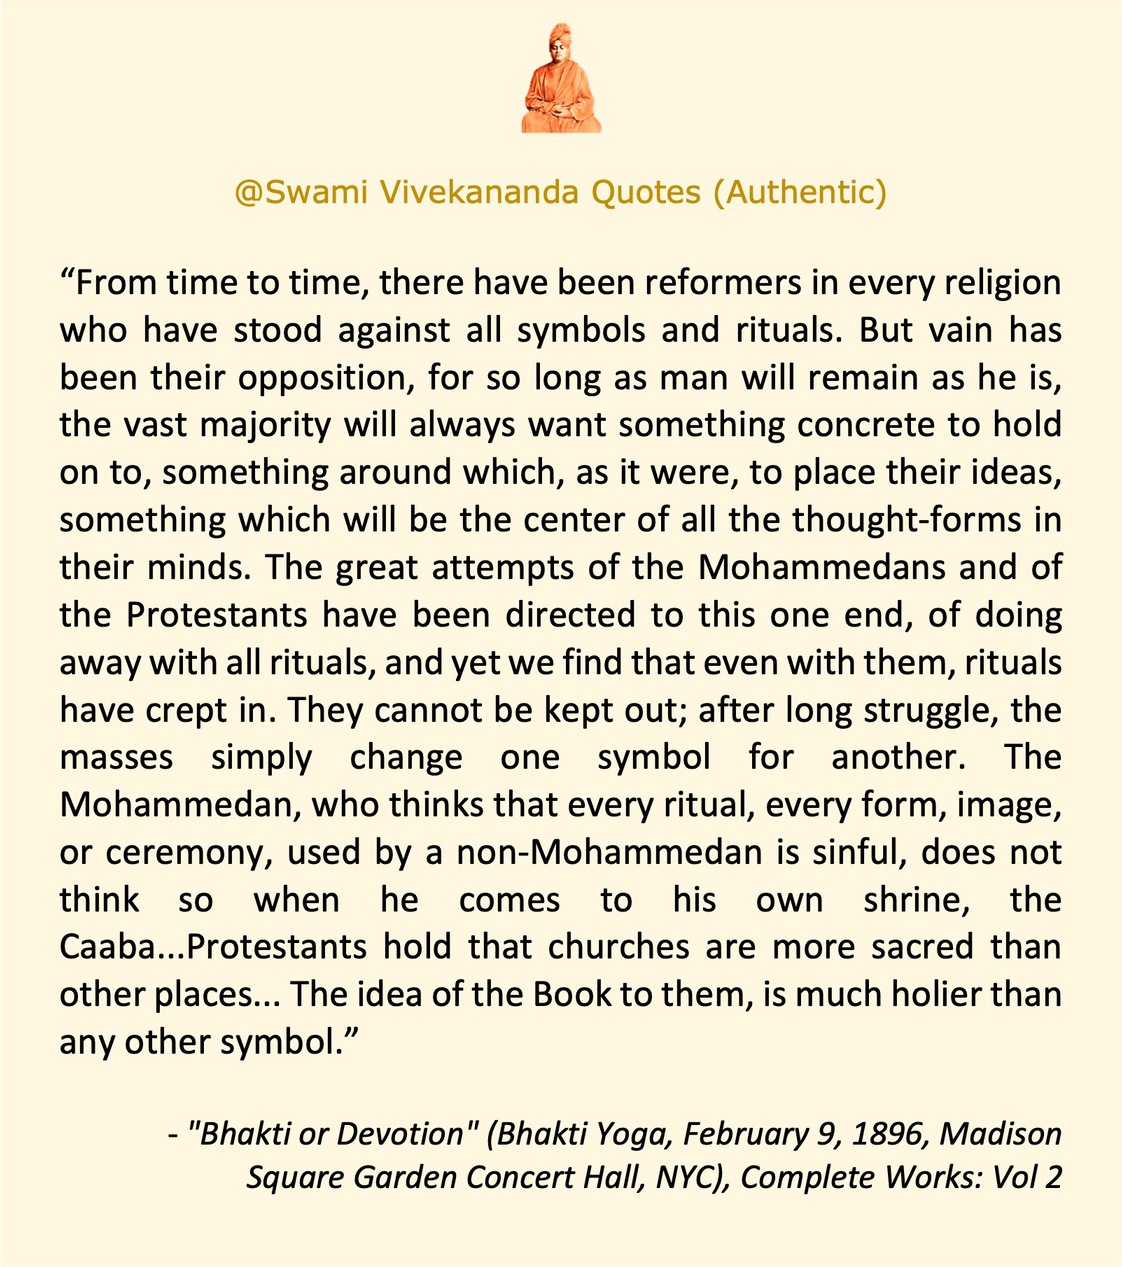 @Swami Vivekananda Quotes (Authentic)
“From time to time, there have been reformers in every religion
who have stood against all symbols and rituals. But vain has
been their opposition, for so long as man will remain as he is,
the vast majority will always want something concrete to hold
on to, something around which, as it were, to place their ideas,
something which will be the center of all the thought-forms in
their minds. The great attempts of the Mohammedans and of
the Protestants have been directed to this one end, of doing
away with all rituals, and yet we find that even with them, rituals
have crept in. They cannot be kept out; after long struggle, the
masses simply change one symbol for another. The
Mohammedan, who thinks that every ritual, every form, image,
or ceremony, used by a non-Mohammedan is sinful, does not
think so when he comes to his own shrine, the
Caaba...Protestants hold that churches are more sacred than
other places... The idea of the Book to them, is much holier than
any other symbol.”
- "Bhakti or Devotion" (Bhakti Yoga, February 9, 1896, Madison
Square Garden Concert Hall, NYC), Complete Works: Vol 2